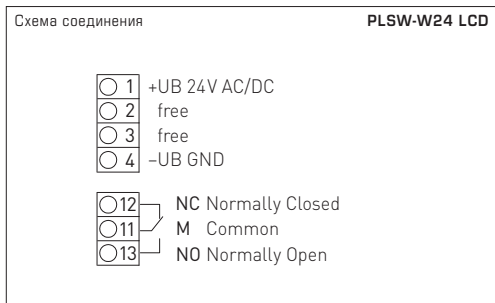 Схема соединения PLSW-W24 LCD
1 +UB 24V AC/DC
2 free
3 free
4 –UB GND
12 NC Normally Closed
11 M Common
13 NO Normally Open